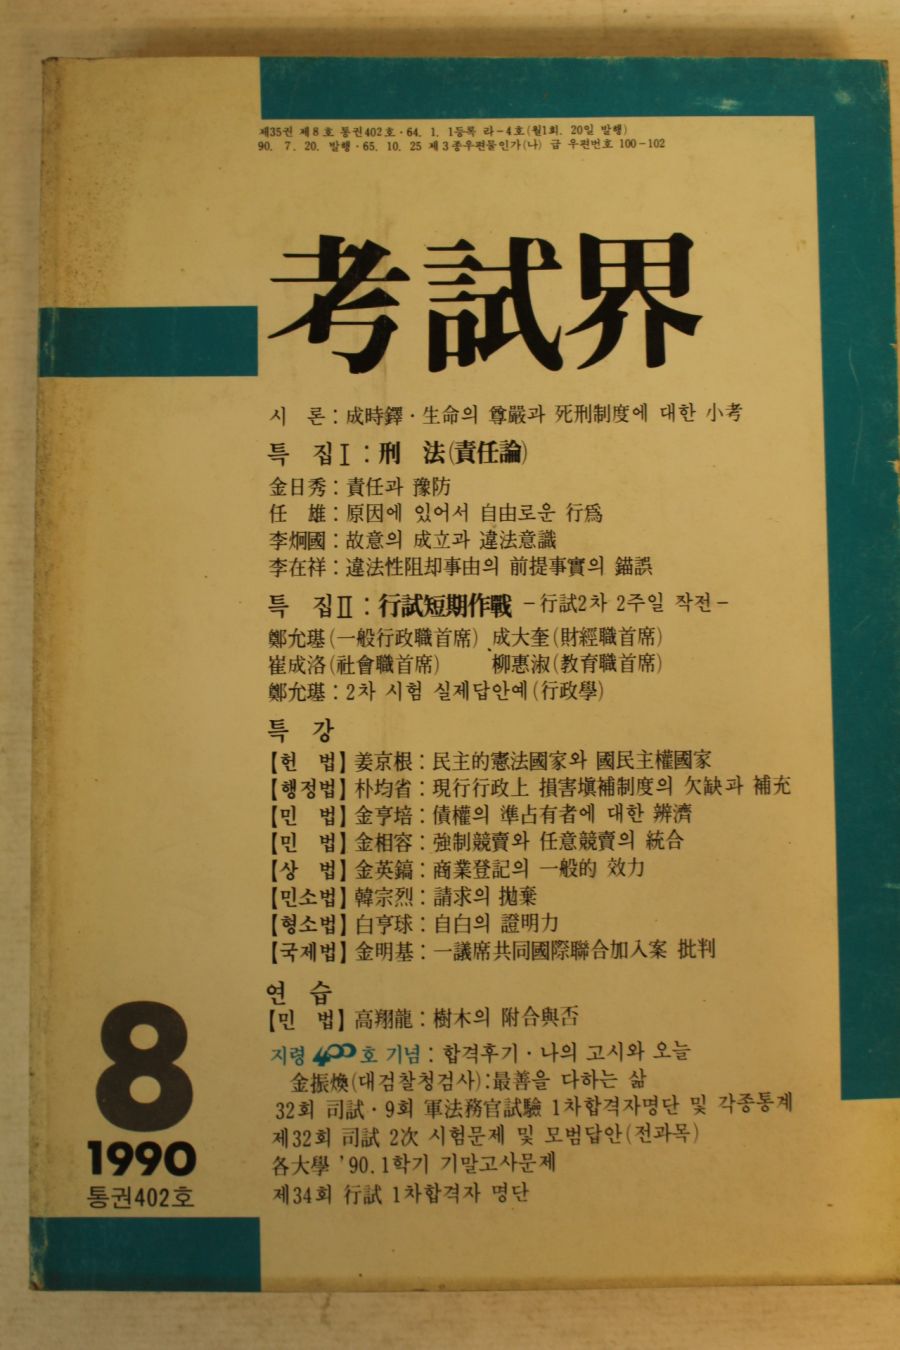 제35권 제8호 통권402호·64. 1. 1등록 라-4호(월1회. 20일 발행)
90. 7. 20. 발행·65. 10. 25 제3종우편물인가(나) 급 우편번호 100-102
考試界
시 론 : 成時鐸·生命의 尊嚴과 死刑制度에 대한 小考
특 집Ⅰ : 刑 法(責任論)
金日秀 : 責任과 豫防
任 雄 : 原因에 있어서 自由로운 行爲
李炯國 : 故意의 成立과 違法意識
李在祥 : 違法性阻却事由의 前提事實의 錯誤
특 집Ⅱ : 行試短期作戰 -行試2차 2주일 작전-
鄭允墓(一般行政職首席) 成大奎(財經職首席)
崔成洛(社會職首席) 柳惠淑(敎育職首席)
鄭允墓 : 2차 시험 실제답안예(行政學)
특 강
【헌 법】 姜京根 : 民主的憲法國家와 國民主權國家
【행정법】 朴均省 : 現行行政上 損害塡補制度의 欠缺과 補充
【민 법】 金亨培 : 債權의 準占有者에 대한 辨濟
【민 법】 金相容 : 強制競賣와 任意競賣의 統合
【상 법】 金英鎬 : 商業登記의 一般的 效力
【민소법】 韓宗烈 : 請求의 抛棄
【형소법】 白亨球 : 自白의 證明力
【국제법】 金明基 : 一議席共同國際聯合加入案 批判
연 습
【민 법】 高翔龍 : 樹木의 附合與否
지령 400호 기념 : 합격후기·나의 고시와 오늘
金振煥(대검찰청검사) : 最善을 다하는 삶
32회 司試·9회 軍法務官試驗 1차합격자명단 및 각종통계
제32회 司試 2次 시험문제 및 모범답안(전과목)
各大學 '90.1학기 기말고사문제
제34회 行試 1차합격자 명단
8
1990
통권402호